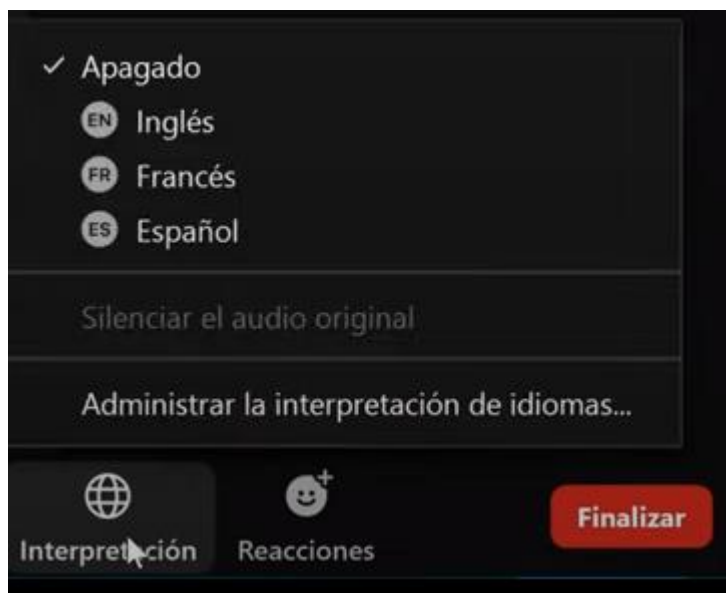 Apagado
EN Inglés
FR Francés
ES Español
Silenciar el audio original
Administrar la interpretación de idiomas...
Finalizar
Interpretación Reacciones